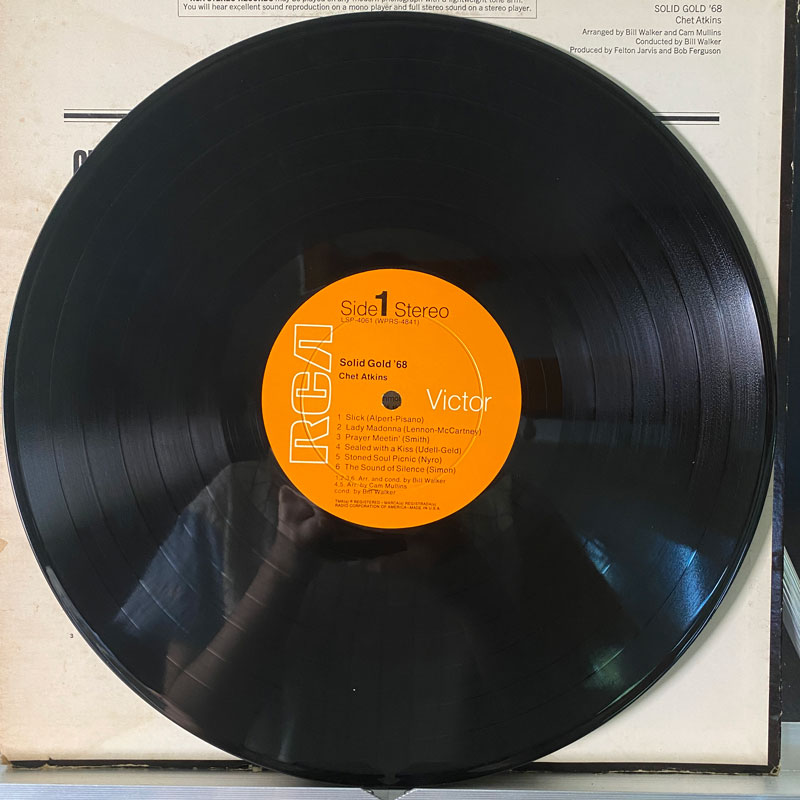 You will hear excellent sound reproduction on a mono player and full stereo sound on a stereo player.
SOLID GOLD '68
Chet Atkins
Arranged by Bill Walker and Cam Mullins
Conducted by Bill Walker
Produced by Felton Jarvis and Bob Ferguson
Side 1 Stereo
LSP-4061 (WPRS-4841)
RCA
Solid Gold '68
Chet Atkins
Victor
1 Slick (Alpert-Pisano)
2 Lady Madonna (Lennon-McCartney)
3 Prayer Meetin' (Smith)
4 Sealed with a Kiss (Udell-Geld)
5 Stoned Soul Picnic (Nyro)
6 The Sound of Silence (Simon)
1,2,3,6. Arr. and cond. by Bill Walker
4,5. Arr. by Cam Mullins
cond. by Bill Walker
TMK(s) ® REGISTERED • MARCA(s) REGISTRADA(s)
RADIO CORPORATION OF AMERICA—MADE IN U.S.A.
3